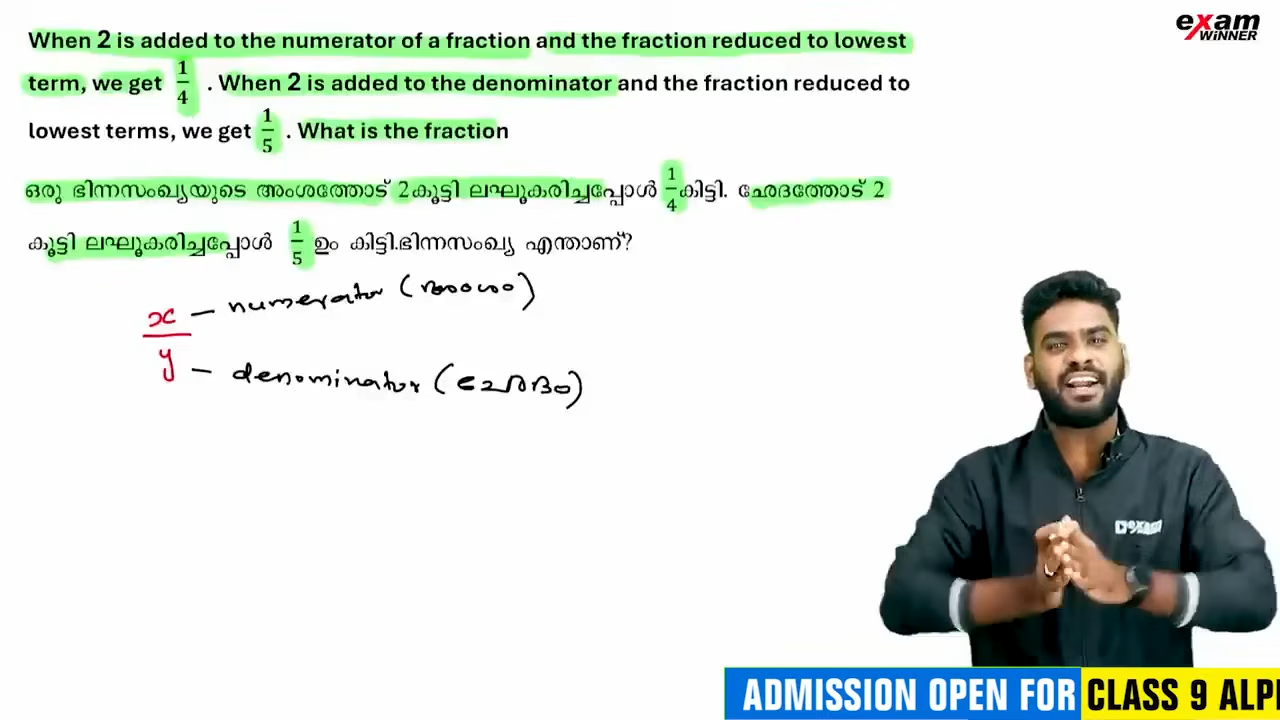 exam
WiNNER
When 2 is added to the numerator of a fraction and the fraction reduced to lowest
term, we get 1/4 . When 2 is added to the denominator and the fraction reduced to
lowest terms, we get 1/5 . What is the fraction
ഒരു ഭിന്നസംഖ്യയുടെ അംശത്തോട് 2കൂട്ടി ലഘൂകരിച്ചപ്പോൾ 1/4 കിട്ടി. ഛേദത്തോട് 2
കൂട്ടി ലഘൂകരിച്ചപ്പോൾ 1/5 ഉം കിട്ടി.ഭിന്നസംഖ്യ എന്താണ്?
x – numerator (അംശം)
y – denominator (ഛേദം)
ADMISSION OPEN FOR CLASS 9 ALP